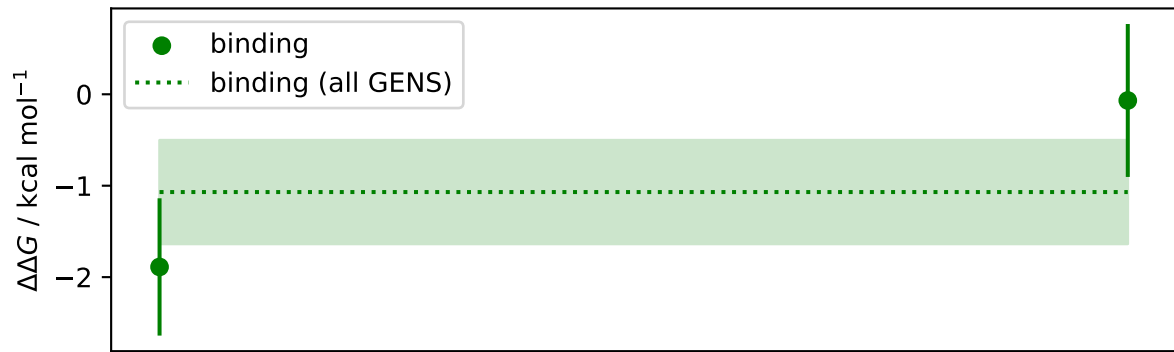 binding
binding (all GENS)
0
−1
−2
ΔΔG / kcal mol⁻¹